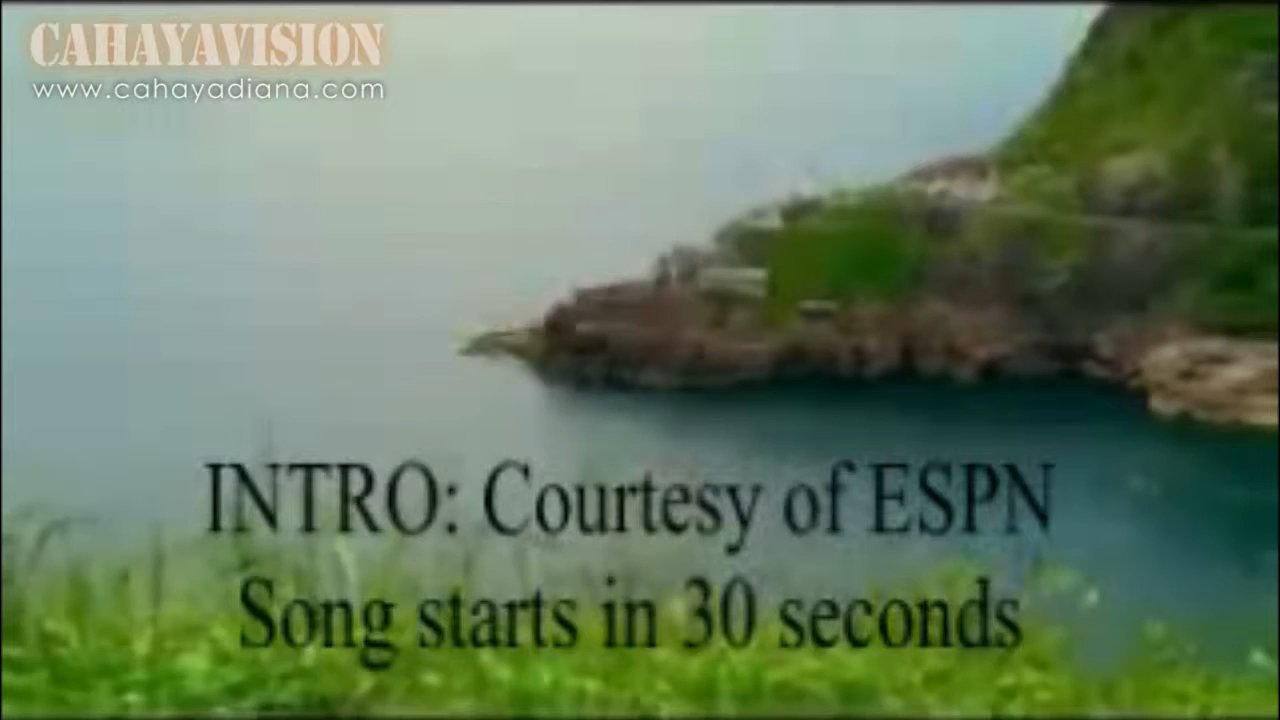 CAHAYAVISION
www.cahayadiana.com
INTRO: Courtesy of ESPN
Song starts in 30 seconds